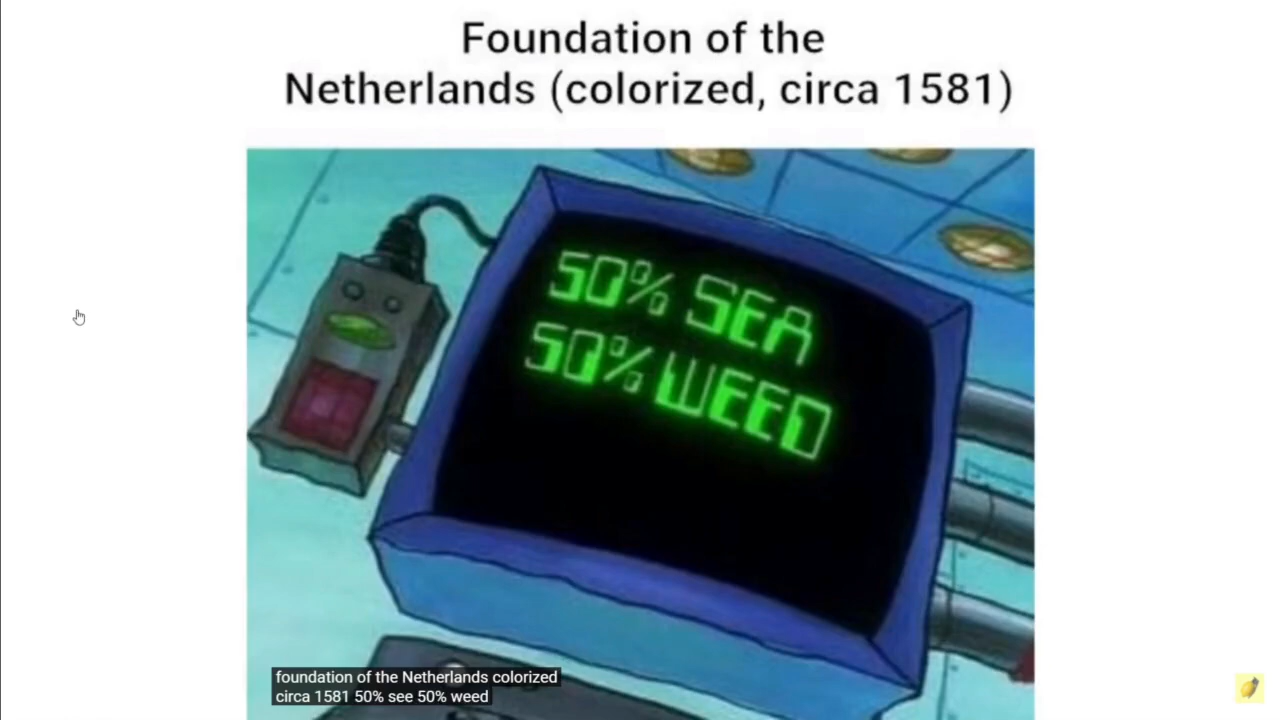 Foundation of the
Netherlands (colorized, circa 1581)
50% SEA
50% WEED
foundation of the Netherlands colorized
circa 1581 50% see 50% weed